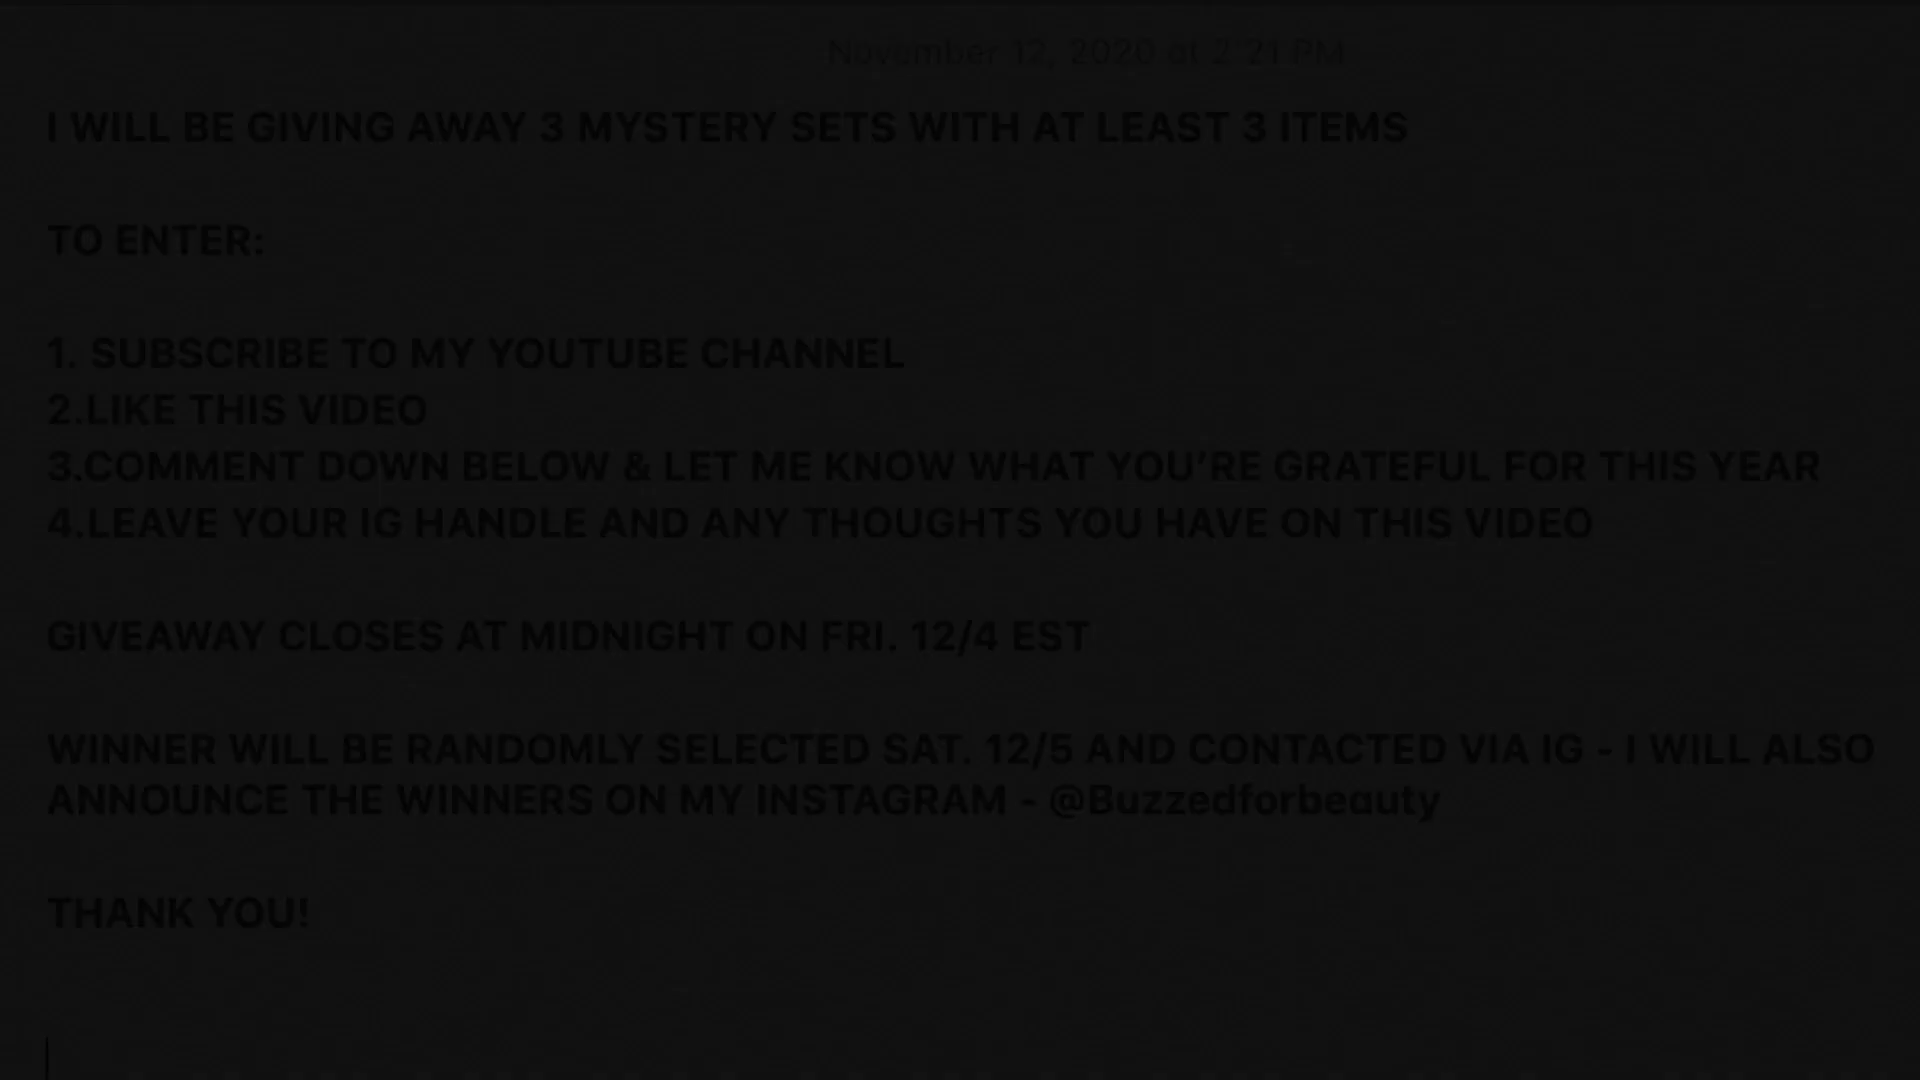 November 12, 2020 at 2:21 PM
I WILL BE GIVING AWAY 3 MYSTERY SETS WITH AT LEAST 3 ITEMS
TO ENTER:
1. SUBSCRIBE TO MY YOUTUBE CHANNEL
2.LIKE THIS VIDEO
3.COMMENT DOWN BELOW & LET ME KNOW WHAT YOU'RE GRATEFUL FOR THIS YEAR
4.LEAVE YOUR IG HANDLE AND ANY THOUGHTS YOU HAVE ON THIS VIDEO
GIVEAWAY CLOSES AT MIDNIGHT ON FRI. 12/4 EST
WINNER WILL BE RANDOMLY SELECTED SAT. 12/5 AND CONTACTED VIA IG - I WILL ALSO
ANNOUNCE THE WINNERS ON MY INSTAGRAM - @Buzzedforbeauty
THANK YOU!